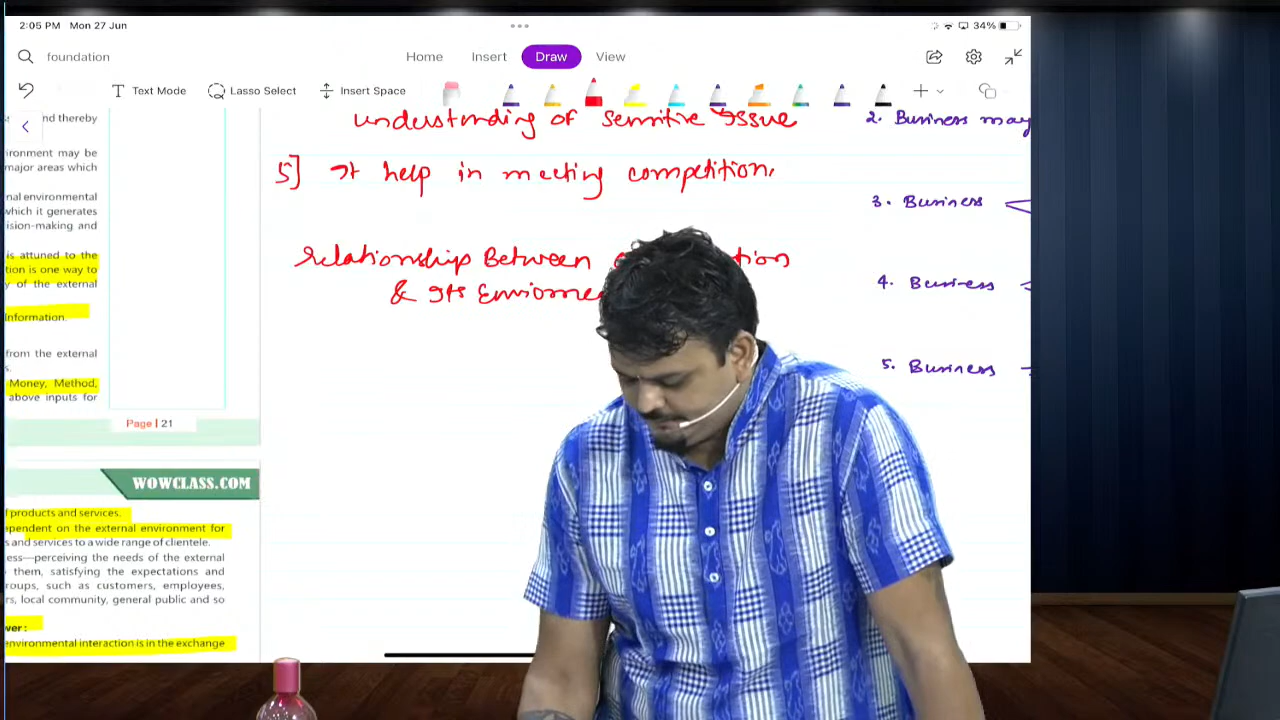 2:05 PM Mon 27 Jun
34%
foundation
Home Insert Draw View
Text Mode Lasso Select Insert Space
nd thereby
ironment may be
major areas which
nal environmental
which it generates
ision-making and
is attuned to the
tion is one way to
y of the external
Information.
from the external
s.
Money, Method,
above inputs for
Page | 21
WOWCLASS.COM
f products and services.
ependent on the external environment for
s and services to a wide range of clientele.
ess—perceiving the needs of the external
them, satisfying the expectations and
roups, such as customers, employees,
rs, local community, general public and so
wer :
environmental interaction is in the exchange
understanding of sensitive Issue
5] It help in meeting competition.
relationship Between
& Its
2. Business may
3. Business
4. Business
5. Business